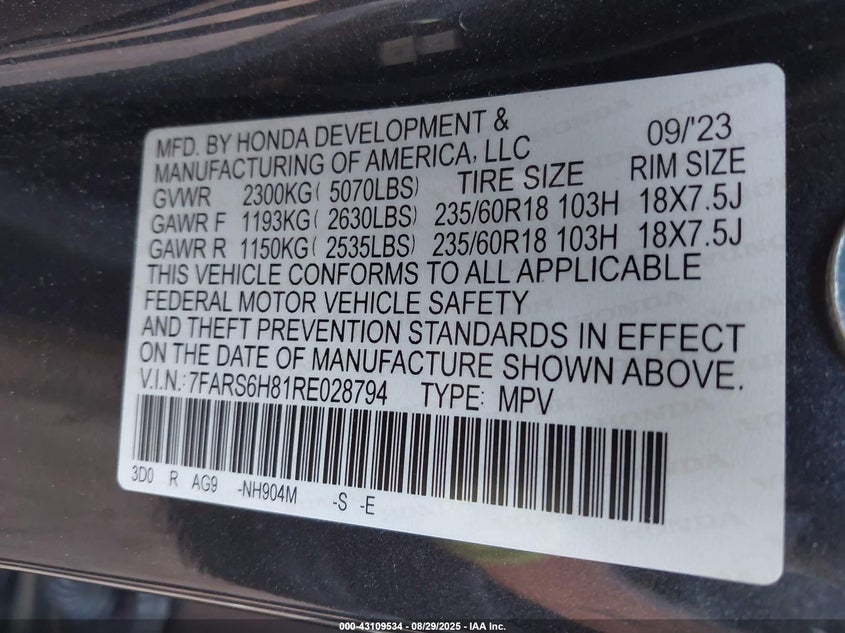 MFD. BY HONDA DEVELOPMENT & 09/'23
MANUFACTURING OF AMERICA, LLC
GVWR 2300KG( 5070LBS) TIRE SIZE RIM SIZE
GAWR F 1193KG( 2630LBS) 235/60R18 103H 18X7.5J
GAWR R 1150KG( 2535LBS) 235/60R18 103H 18X7.5J
THIS VEHICLE CONFORMS TO ALL APPLICABLE
FEDERAL MOTOR VEHICLE SAFETY
AND THEFT PREVENTION STANDARDS IN EFFECT
ON THE DATE OF MANUFACTURE SHOWN ABOVE.
V.I.N.: 7FARS6H81RE028794 TYPE: MPV
3D0 R AG9 -NH904M -S -E
000-43109534 - 08/29/2025 - IAA Inc.